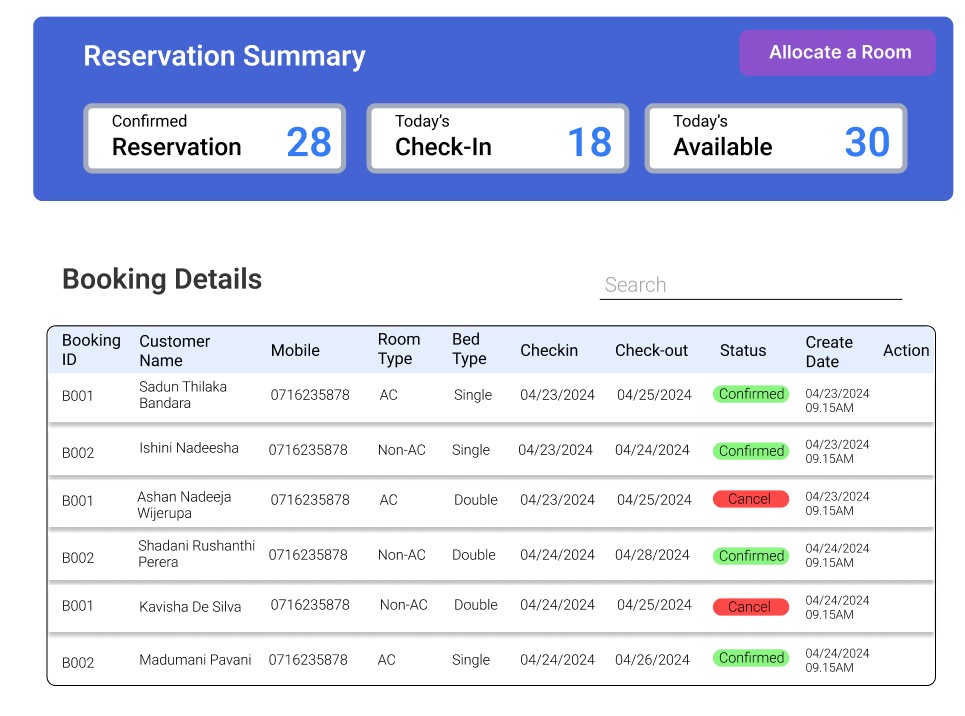 Reservation Summary
Allocate a Room
Confirmed
Reservation 28
Today's
Check-In 18
Today's
Available 30
Booking Details
Search
Booking ID Customer Name Mobile Room Type Bed Type Checkin Check-out Status Create Date Action
B001 Sadun Thilaka Bandara 0716235878 AC Single 04/23/2024 04/25/2024 Confirmed 04/23/2024 09.15AM
B002 Ishini Nadeesha 0716235878 Non-AC Single 04/23/2024 04/24/2024 Confirmed 04/23/2024 09.15AM
B001 Ashan Nadeeja Wijerupa 0716235878 AC Double 04/23/2024 04/25/2024 Cancel 04/23/2024 09.15AM
B002 Shadani Rushanthi Perera 0716235878 Non-AC Double 04/24/2024 04/28/2024 Confirmed 04/24/2024 09.15AM
B001 Kavisha De Silva 0716235878 Non-AC Double 04/24/2024 04/25/2024 Cancel 04/24/2024 09.15AM
B002 Madumani Pavani 0716235878 AC Single 04/24/2024 04/26/2024 Confirmed 04/24/2024 09.15AM